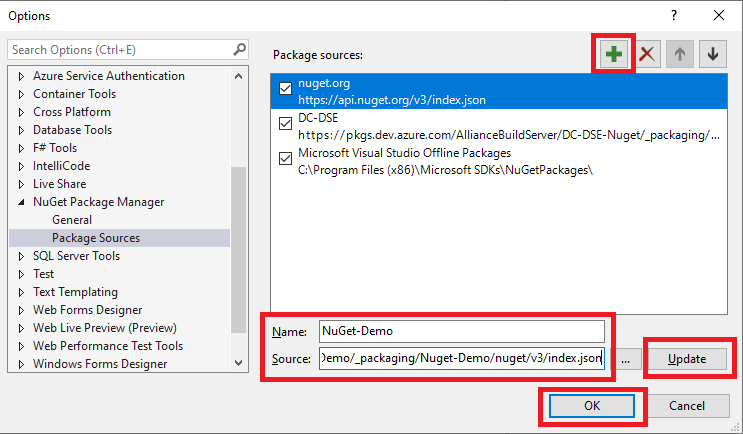 Options
?
Search Options (Ctrl+E)
Azure Service Authentication
Container Tools
Cross Platform
Database Tools
F# Tools
IntelliCode
Live Share
NuGet Package Manager
General
Package Sources
SQL Server Tools
Test
Text Templating
Web Forms Designer
Web Live Preview (Preview)
Web Performance Test Tools
Windows Forms Designer
Package sources:
nuget.org
https://api.nuget.org/v3/index.json
DC-DSE
https://pkgs.dev.azure.com/AllianceBuildServer/DC-DSE-Nuget/_packaging/...
Microsoft Visual Studio Offline Packages
C:\Program Files (x86)\Microsoft SDKs\NuGetPackages\
Name: NuGet-Demo
Source: Demo/_packaging/Nuget-Demo/nuget/v3/index.json ... Update
OK Cancel